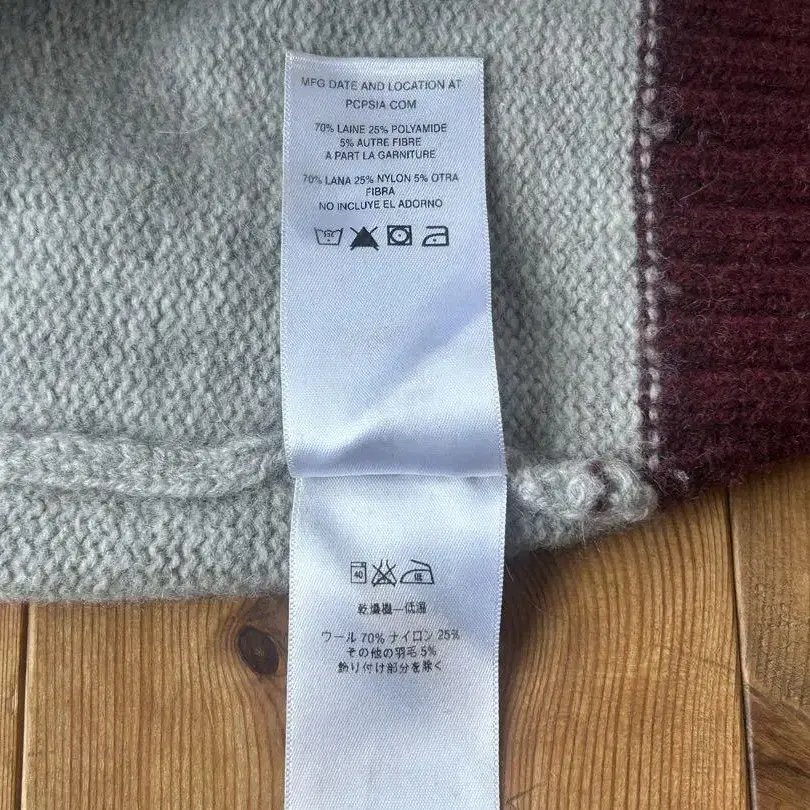 MFG DATE AND LOCATION AT
PCPSIA COM
70% LAINE 25% POLYAMIDE
5% AUTRE FIBRE
A PART LA GARNITURE
70% LANA 25% NYLON 5% OTRA
FIBRA
NO INCLUYE EL ADORNO
40 低
乾燥機—低温
ウール 70% ナイロン 25%
その他の羽毛 5%
飾り付け部分を除く